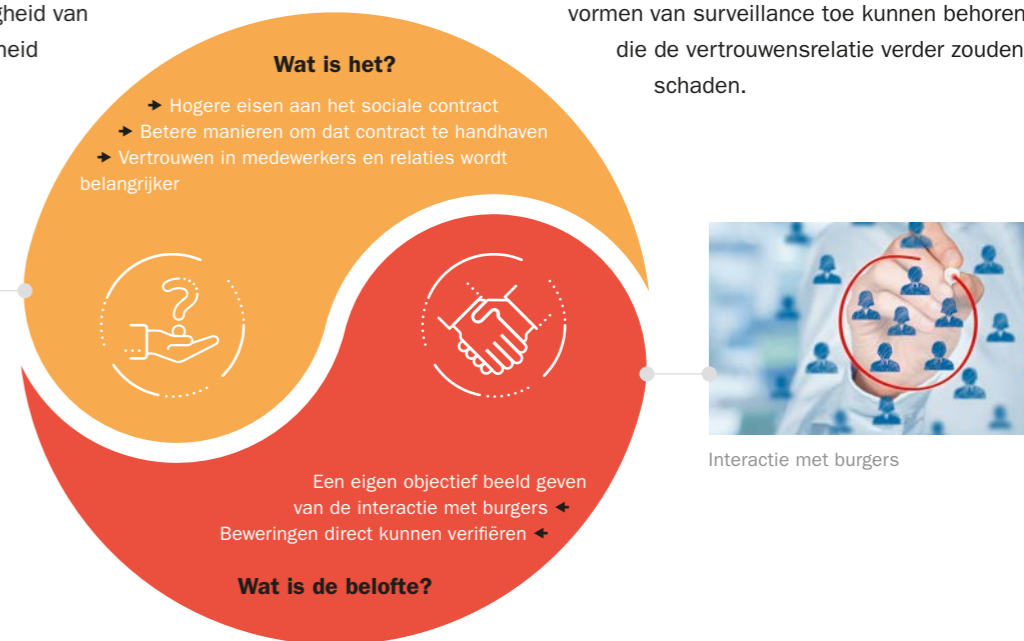 gheid van
heid
vormen van surveillance toe kunnen behoren
die de vertrouwensrelatie verder zouden
schaden.
Wat is het?
Hogere eisen aan het sociale contract
Betere manieren om dat contract te handhaven
Vertrouwen in medewerkers en relaties wordt
belangrijker
Interactie met burgers
Een eigen objectief beeld geven
van de interactie met burgers
Beweringen direct kunnen verifiëren
Wat is de belofte?